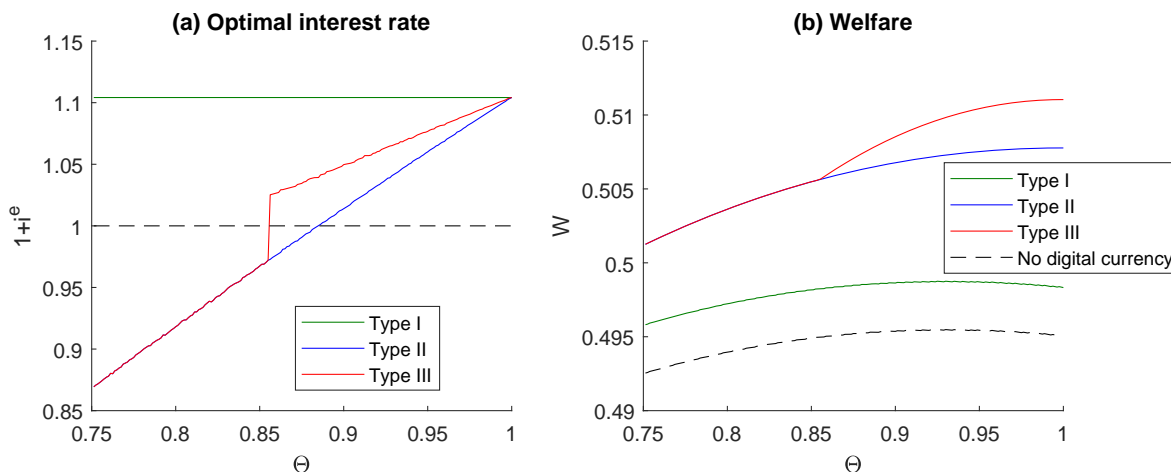 (a) Optimal interest rate
1.15
1.1
1.05
1
0.95
0.9
0.85
1+i^e
0.75 0.8 0.85 0.9 0.95 1
Θ
Type I
Type II
Type III
(b) Welfare
0.515
0.51
0.505
0.5
0.495
0.49
W
0.75 0.8 0.85 0.9 0.95 1
Θ
Type I
Type II
Type III
No digital currency